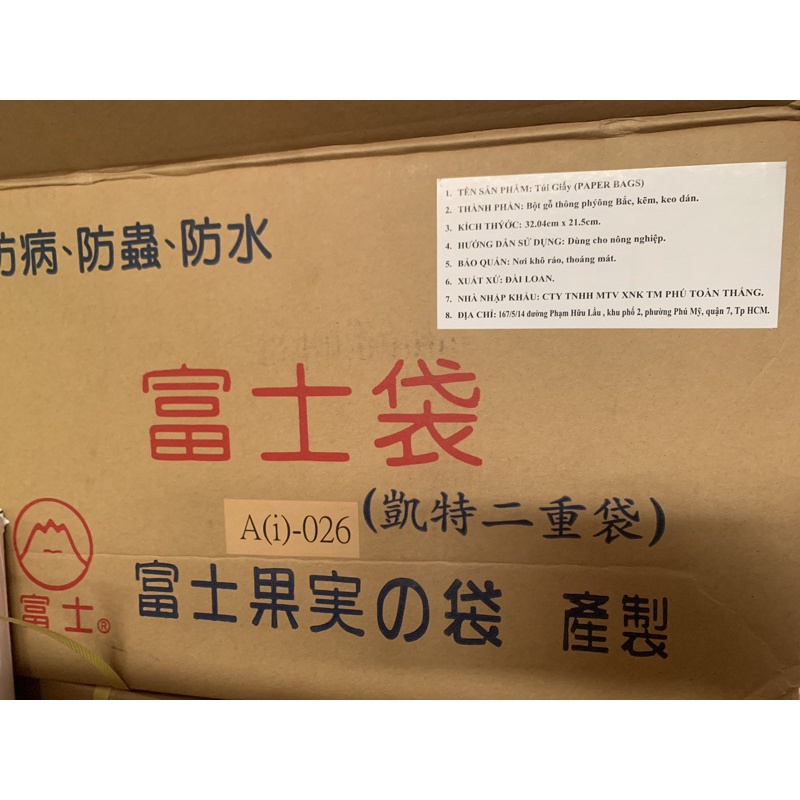 防病、防蟲、防水
1. TÊN SẢN PHẨM: Túi Giấy (PAPER BAGS)
2. THÀNH PHẦN: Bột gỗ thông phýõng Bắc, kẽm, keo dán.
3. KÍCH THÝỚC: 32.04cm x 21.5cm.
4. HƯỚNG DẪN SỬ DỤNG: Dùng cho nông nghiệp.
5. BẢO QUẢN: Nơi khô ráo, thoáng mát.
6. XUẤT XỨ: ĐÀI LOAN.
7. NHÀ NHẬP KHẨU: CTY TNHH MTV XNK TM PHÚ TOÀN THẮNG.
8. ĐỊA CHỈ: 167/5/14 đường Phạm Hữu Lầu , khu phố 2, phường Phú Mỹ, quận 7, Tp HCM.
富士袋
A(i)-026
(凱特二重袋)
富士®
富士果実の袋 產製